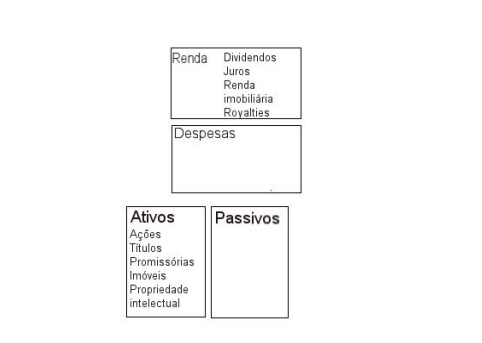 Renda
Dividendos
Juros
Renda
imobiliária
Royalties
Despesas
Ativos
Ações
Títulos
Promissórias
Imóveis
Propriedade
intelectual
Passivos